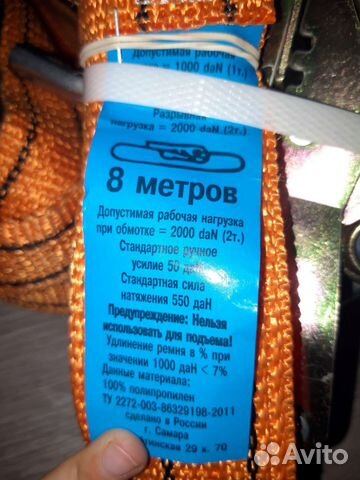 Допустимая рабочая
= 1000 daN (1т.)
Разрывная
нагрузка = 2000 daN (2т.)
8 метров
Допустимая рабочая нагрузка
при обмотке = 2000 daN (2т.)
Стандартное ручное
усилие 50
Стандартная сила
натяжения 550 даН
Предупреждение: Нельзя
использовать для подъема!
Удлинение ремня в % при
значении 1000 даН < 7%
Данные материала:
100% полипропилен
ТУ 2272-003-86329198-2011
сделано в России
г. Самара
29 к. 70
Avito